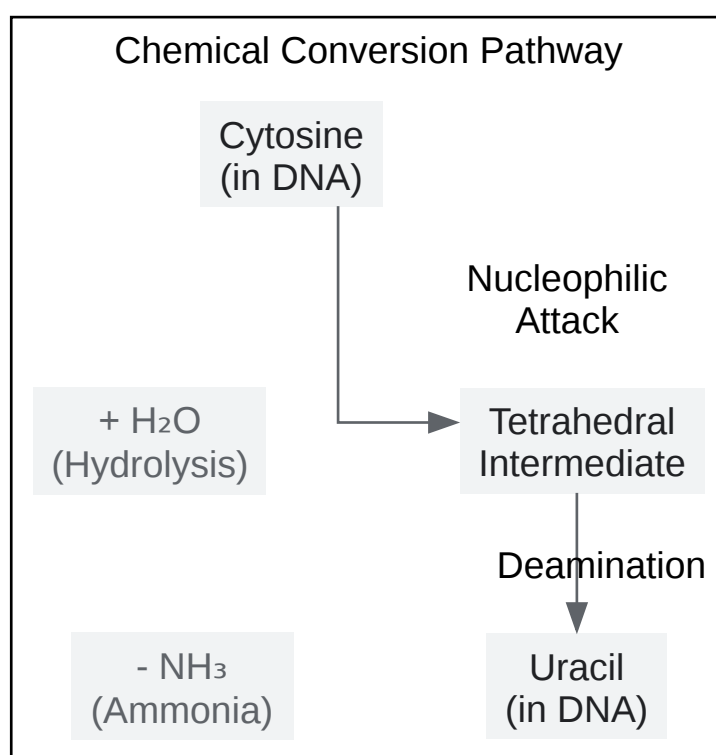 Chemical Conversion Pathway
Cytosine
(in DNA)
Nucleophilic
Attack
+ H₂O
(Hydrolysis)
Tetrahedral
Intermediate
Deamination
- NH₃
(Ammonia)
Uracil
(in DNA)